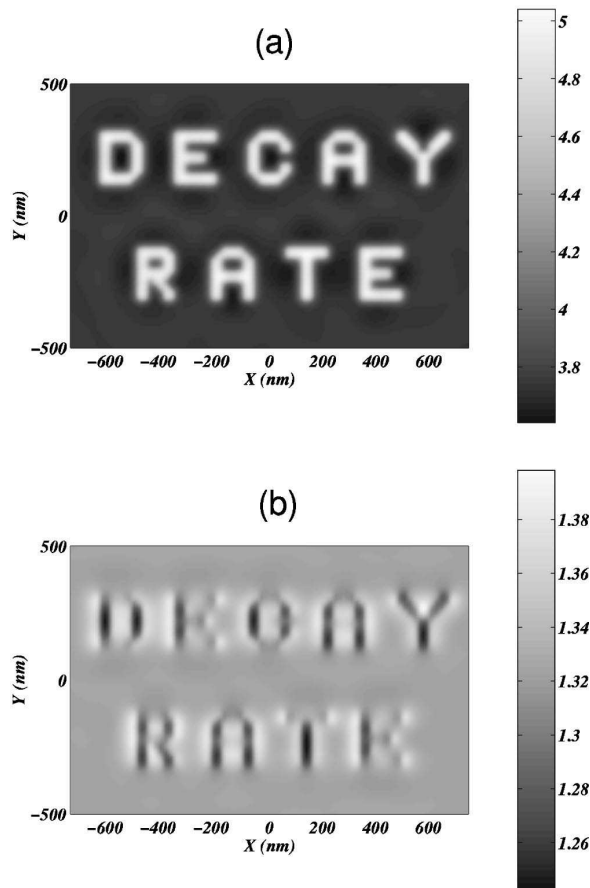 (a)
5
500
4.8
DECAY
4.6
Y (nm)
0
4.4
RATE
4.2
4
-500
-600 -400 -200 0 200 400 600
3.8
X (nm)
(b)
500
1.38
DECAY
1.36
Y (nm)
0
1.34
RATE
1.32
1.3
-500
-600 -400 -200 0 200 400 600
1.28
X (nm)
1.26